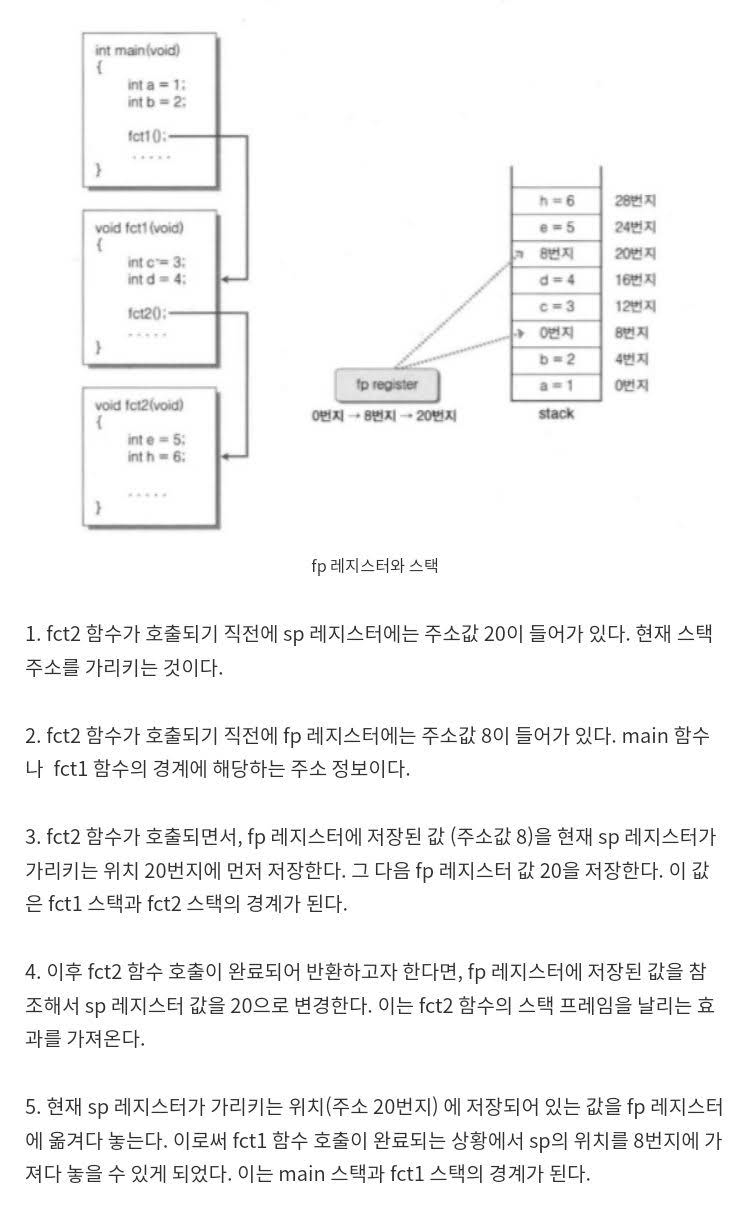 int main(void)
{
int a = 1;
int b = 2;
fct1();
. . . . .
}
void fct1(void)
{
int c = 3;
int d = 4;
fct2();
. . . . .
}
void fct2(void)
{
int e = 5;
int h = 6;
. . . . .
}
h = 6 28번지
e = 5 24번지
8번지 20번지
d = 4 16번지
c = 3 12번지
0번지 8번지
b = 2 4번지
a = 1 0번지
stack
fp register
0번지 → 8번지 → 20번지
fp 레지스터와 스택
1. fct2 함수가 호출되기 직전에 sp 레지스터에는 주소값 20이 들어가 있다. 현재 스택
주소를 가리키는 것이다.
2. fct2 함수가 호출되기 직전에 fp 레지스터에는 주소값 8이 들어가 있다. main 함수
나 fct1 함수의 경계에 해당하는 주소 정보이다.
3. fct2 함수가 호출되면서, fp 레지스터에 저장된 값 (주소값 8)을 현재 sp 레지스터가
가리키는 위치 20번지에 먼저 저장한다. 그 다음 fp 레지스터 값 20을 저장한다. 이 값
은 fct1 스택과 fct2 스택의 경계가 된다.
4. 이후 fct2 함수 호출이 완료되어 반환하고자 한다면, fp 레지스터에 저장된 값을 참
조해서 sp 레지스터 값을 20으로 변경한다. 이는 fct2 함수의 스택 프레임을 날리는 효
과를 가져온다.
5. 현재 sp 레지스터가 가리키는 위치(주소 20번지) 에 저장되어 있는 값을 fp 레지스터
에 옮겨다 놓는다. 이로써 fct1 함수 호출이 완료되는 상황에서 sp의 위치를 8번지에 가
져다 놓을 수 있게 되었다. 이는 main 스택과 fct1 스택의 경계가 된다.